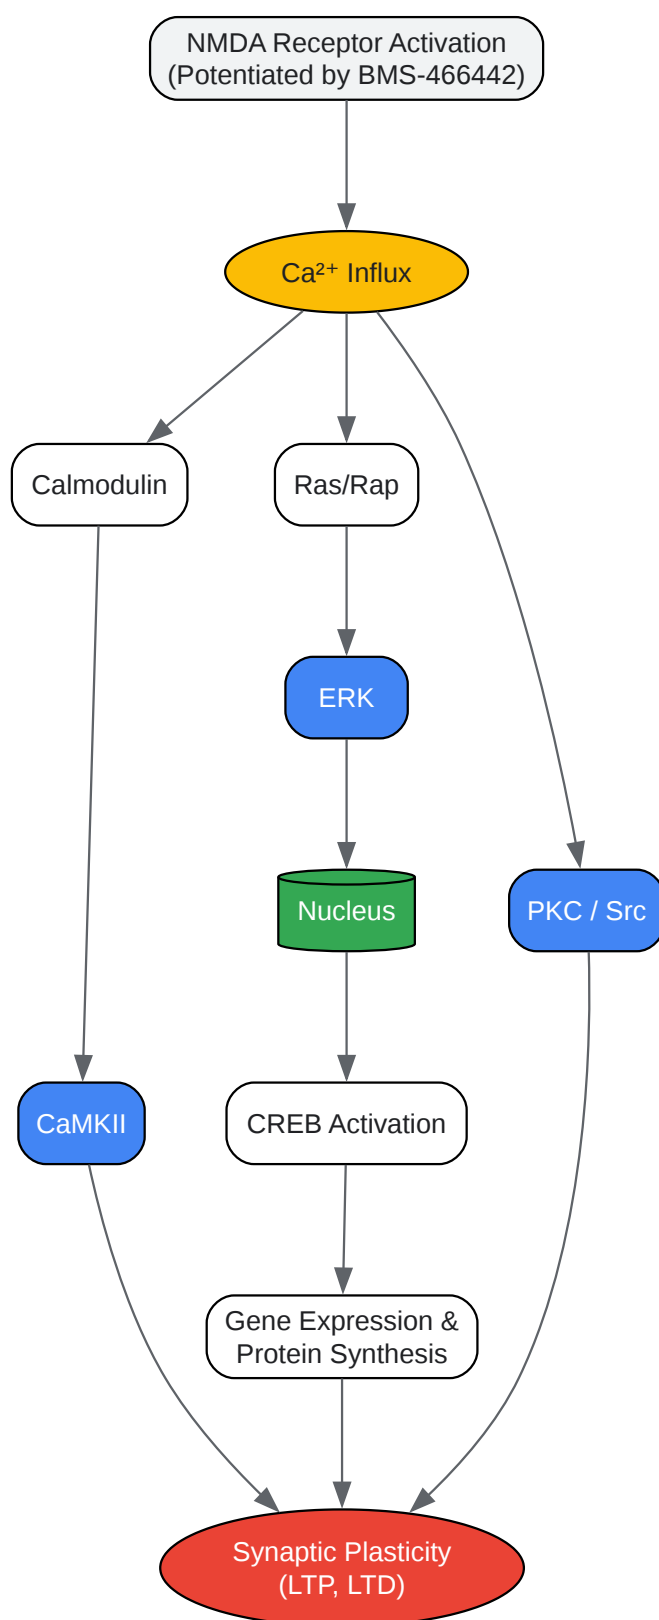 NMDA Receptor Activation
(Potentiated by BMS-466442)
Ca²⁺ Influx
Calmodulin
Ras/Rap
ERK
Nucleus
PKC / Src
CaMKII
CREB Activation
Gene Expression &
Protein Synthesis
Synaptic Plasticity
(LTP, LTD)